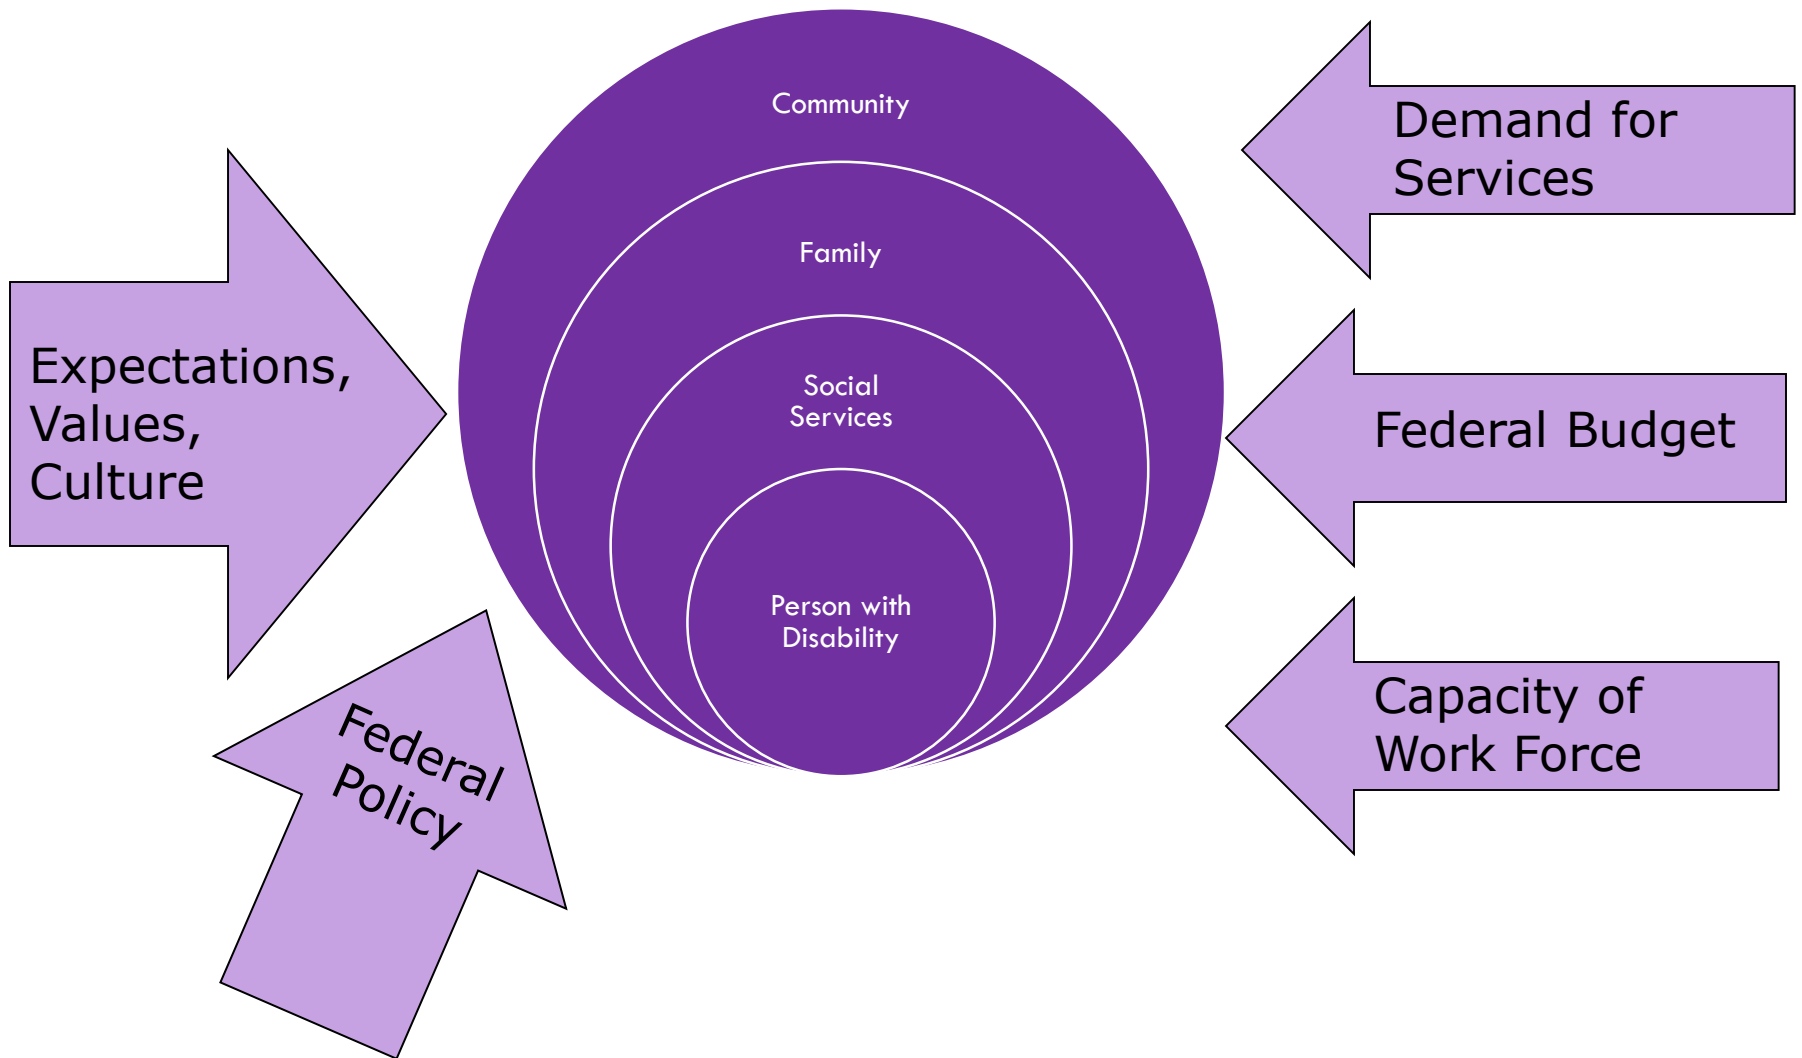 Community
Family
Social
Services
Person with
Disability
Expectations,
Values,
Culture
Federal
Policy
Demand for
Services
Federal Budget
Capacity of
Work Force